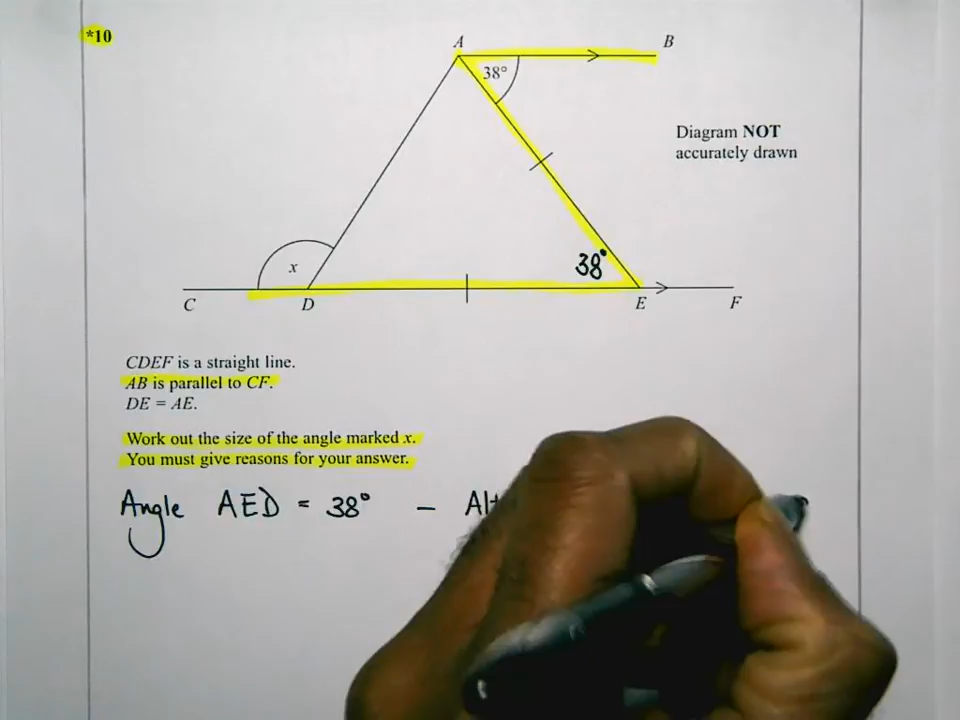 *10
A
B
38°
Diagram NOT
accurately drawn
38°
x
C
D
E
F
CDEF is a straight line.
AB is parallel to CF.
DE = AE.
Work out the size of the angle marked x.
You must give reasons for your answer.
Angle AED = 38° -